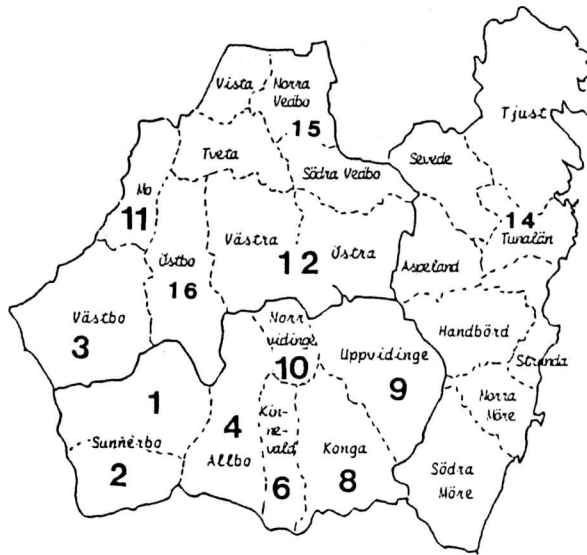 Vista
Norra
Vedbo
15
Tjust
Tveta
Sevede
Södra Vedbo
Mo
11
14
Tunalän
Västra
Östra
12
Östbo
16
Aspeland
Västbo
3
Norr
vidinge
10
Uppvidinge
9
Handbörd
Stranda
Norra
Möre
1
Sunnerbo
2
4
Allbo
Kin-
ne-
vald
6
Konga
8
Södra
Möre